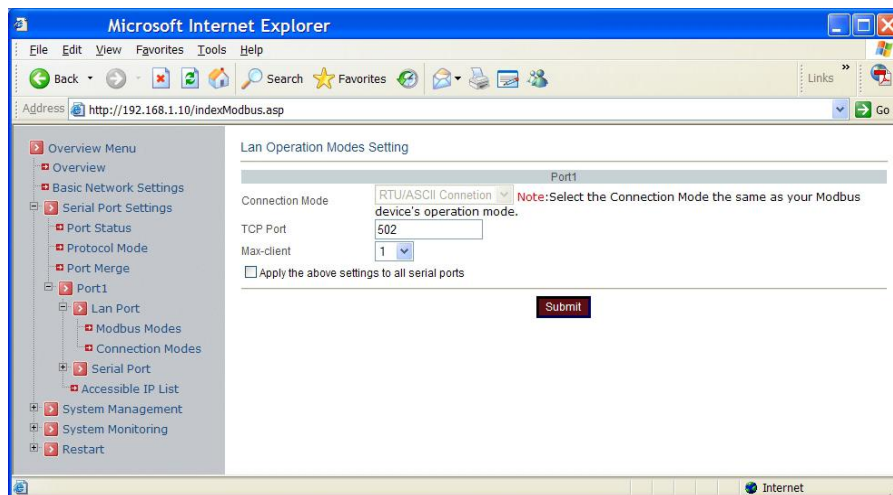 Microsoft Internet Explorer
File Edit View Favorites Tools Help
Back Search Favorites Links »
Address http://192.168.1.10/indexModbus.asp Go
Overview Menu
Overview
Basic Network Settings
Serial Port Settings
Port Status
Protocol Mode
Port Merge
Port1
Lan Port
Modbus Modes
Connection Modes
Serial Port
Accessible IP List
System Management
System Monitoring
Restart
Lan Operation Modes Setting
Port1
Connection Mode RTU/ASCII Connetion Note:Select the Connection Mode the same as your Modbus
device's operation mode.
TCP Port 502
Max-client 1
Apply the above settings to all serial ports
Submit
Internet